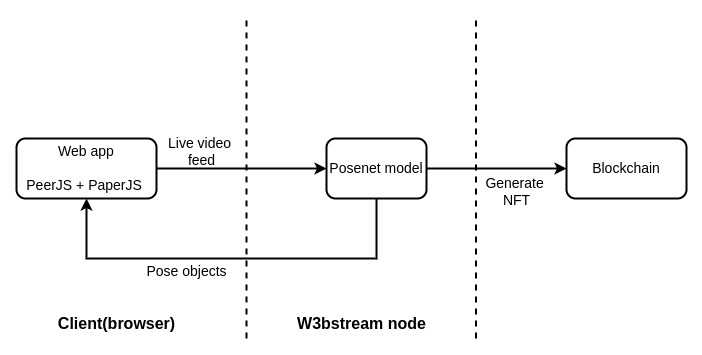 Web app
PeerJS + PaperJS
Live video
feed
Posenet model
Generate
NFT
Blockchain
Pose objects
Client(browser)
W3bstream node